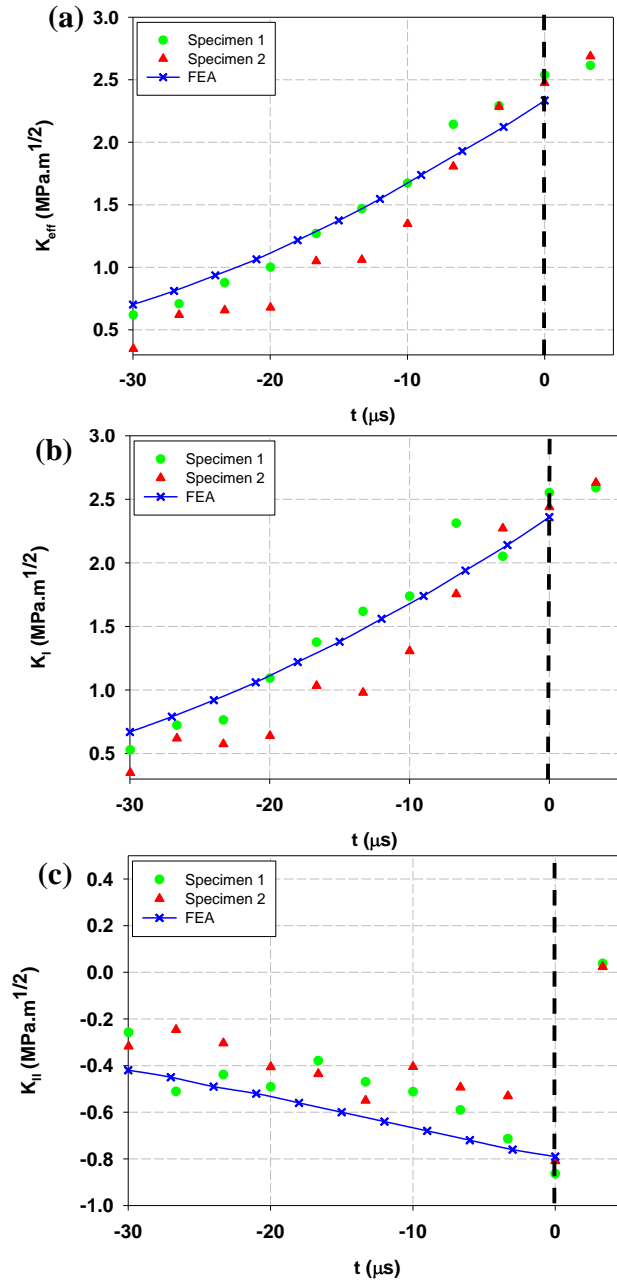 (a)
3.0
2.5
2.0
1.5
1.0
0.5
K_eff (MPa.m^1/2)
Specimen 1
Specimen 2
FEA
-30
-20
-10
0
t (μs)
(b)
3.0
2.5
2.0
1.5
1.0
0.5
K_I (MPa.m^1/2)
Specimen 1
Specimen 2
FEA
-30
-20
-10
0
t (μs)
(c)
0.4
0.2
0.0
-0.2
-0.4
-0.6
-0.8
-1.0
K_II (MPa.m^1/2)
Specimen 1
Specimen 2
FEA
-30
-20
-10
0
t (μs)